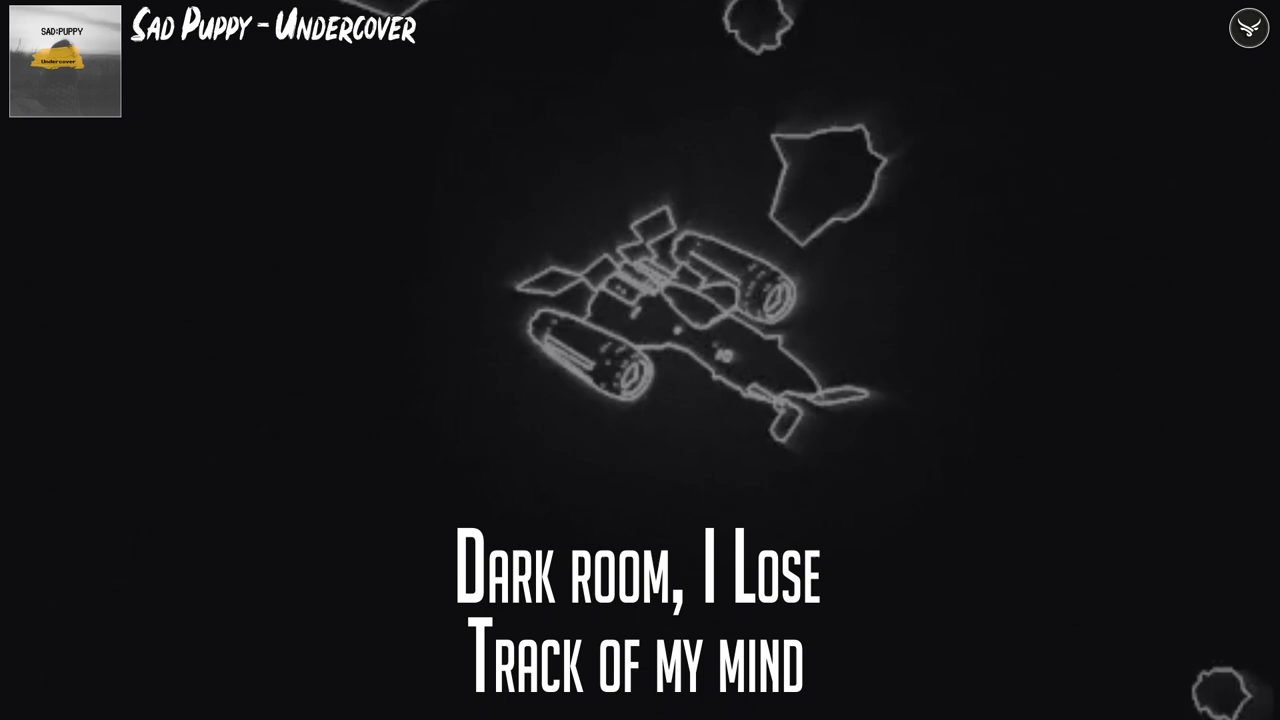 Sad Puppy - Undercover
SAD:PUPPY
Undercover
Dark room, I Lose
Track of my mind